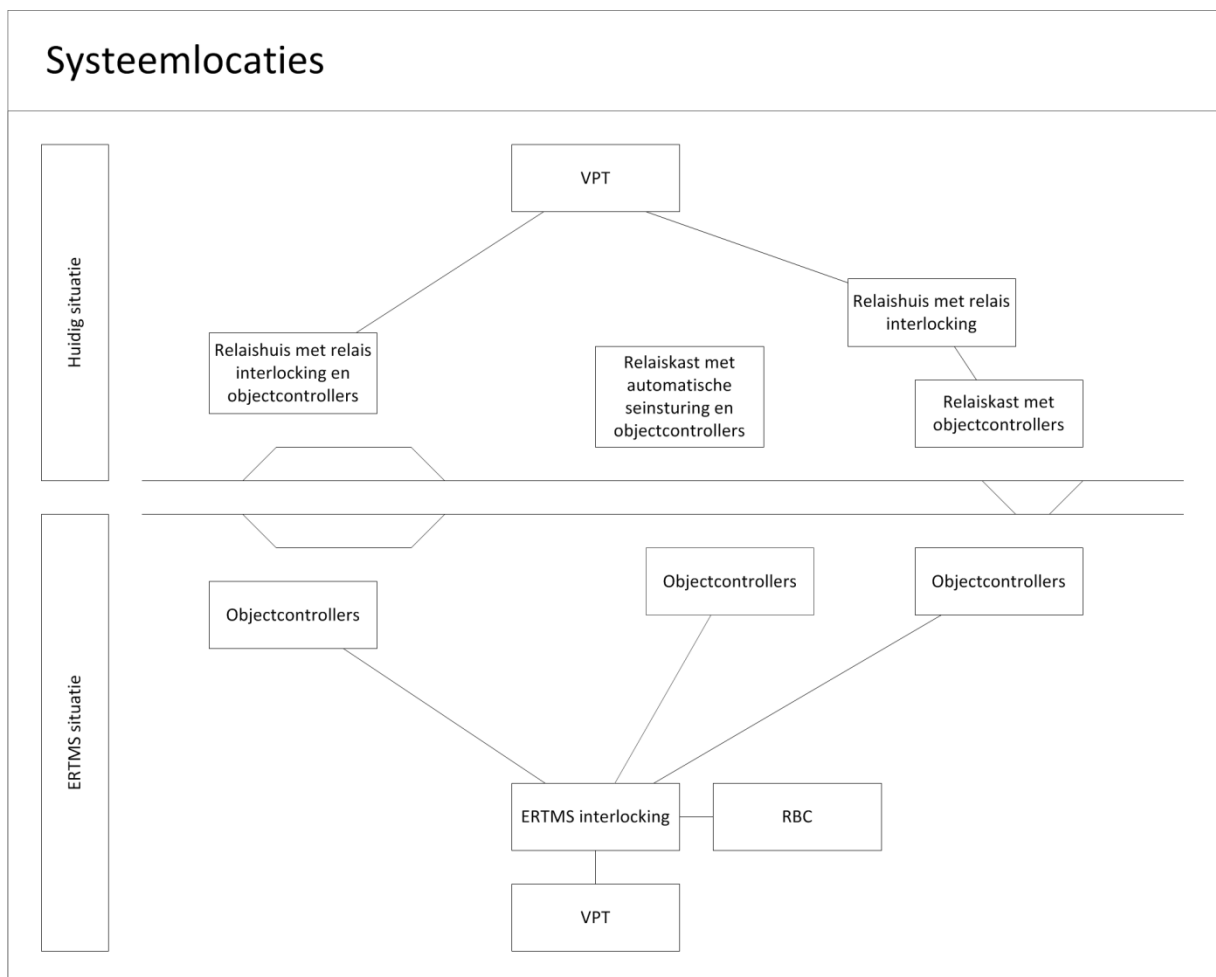 Systeemlocaties
Huidig situatie
VPT
Relaishuis met relais
interlocking
Relaishuis met relais
interlocking en
objectcontrollers
Relaiskast met
automatische
seinsturing en
objectcontrollers
Relaiskast met
objectcontrollers
ERTMS situatie
Objectcontrollers
Objectcontrollers
Objectcontrollers
ERTMS interlocking
RBC
VPT